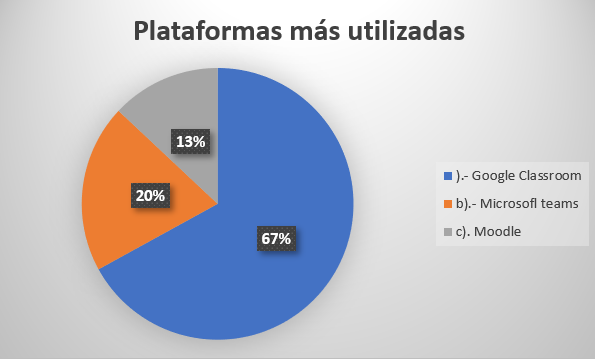 Plataformas más utilizadas
13%
20%
67%
).- Google Classroom
b).- Microsofl teams
c). Moodle